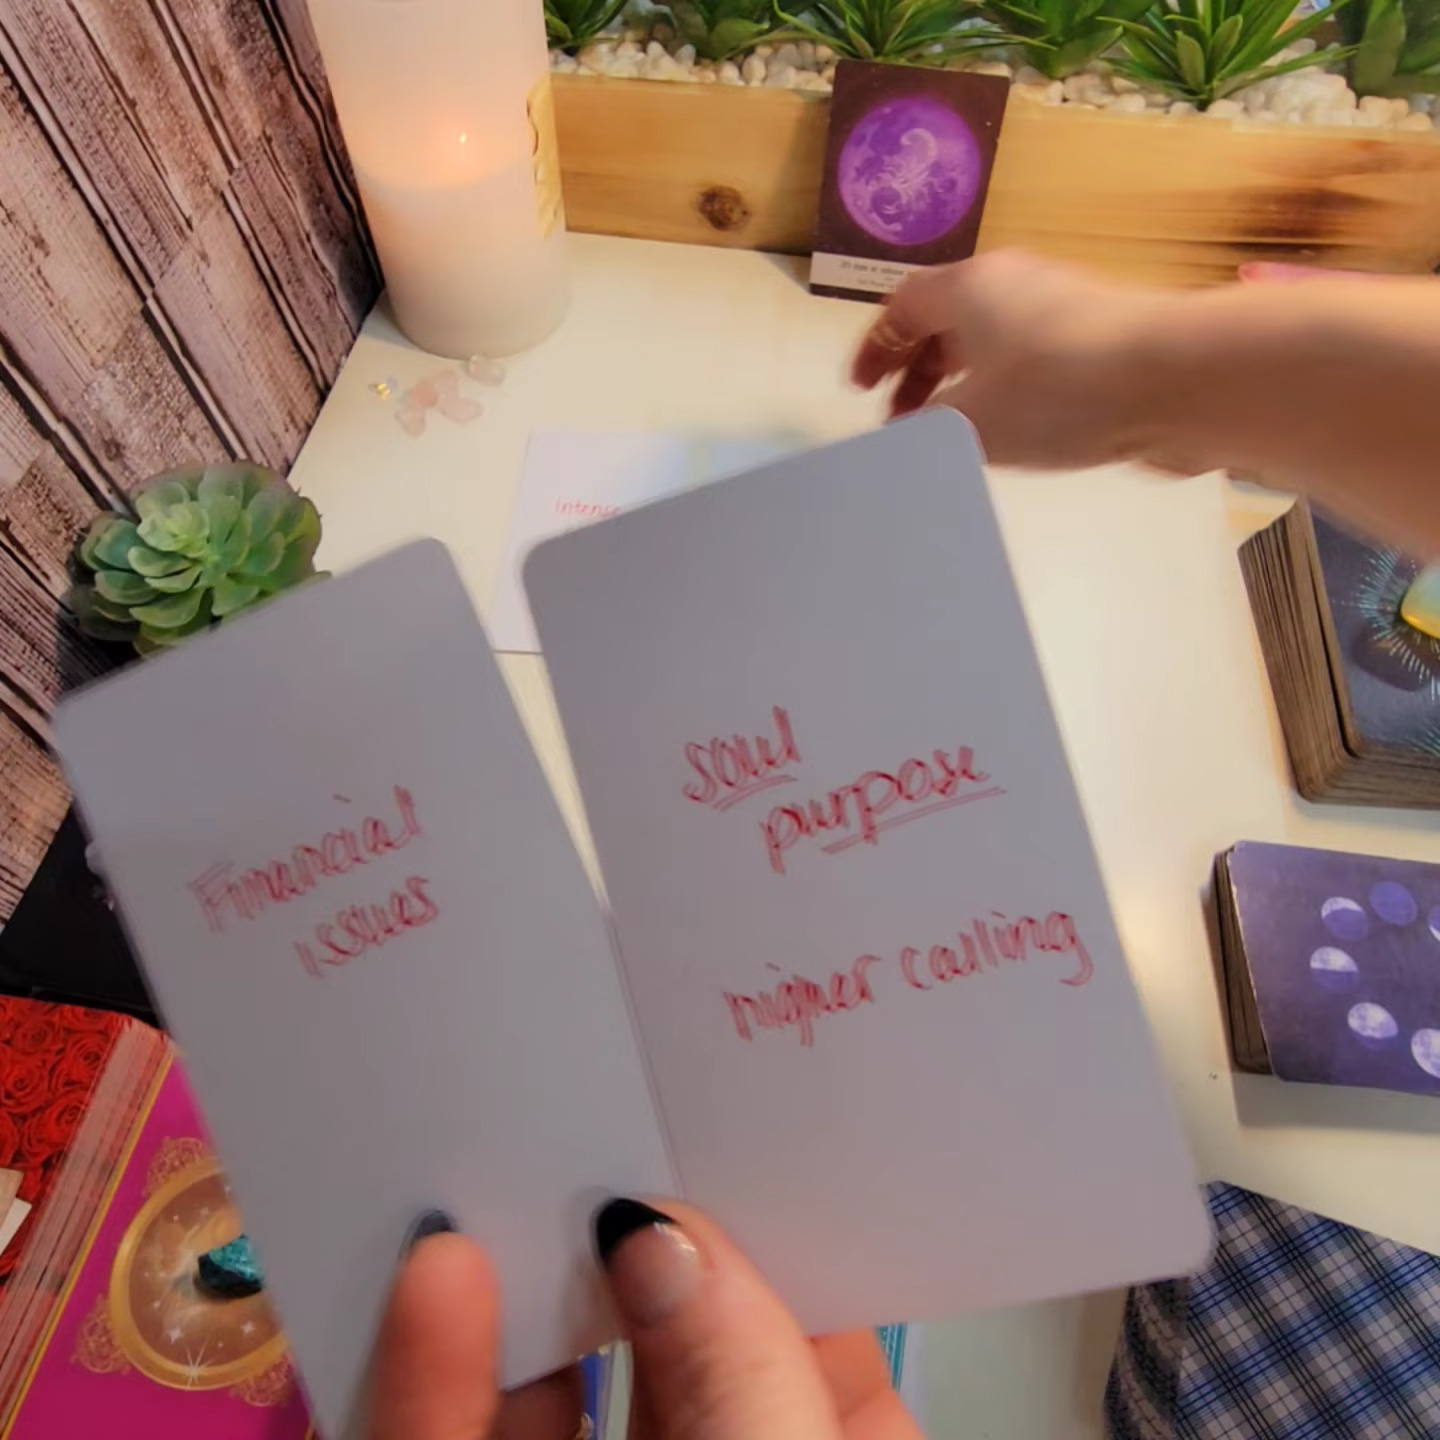 intense
Financial
issues
soul
purpose
higher calling